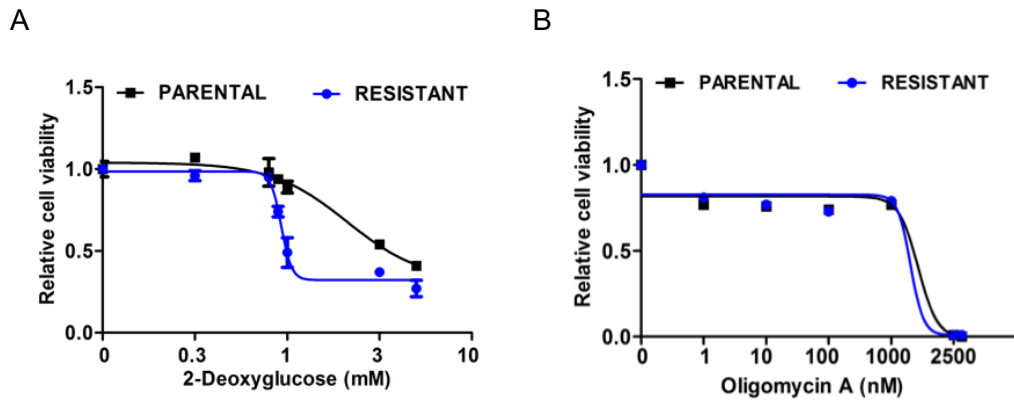 A
B
PARENTAL
RESISTANT
Relative cell viability
1.5
1.0
0.5
0.0
0
0.3
1
3
10
2-Deoxyglucose (mM)
PARENTAL
RESISTANT
Relative cell viability
1.5
1.0
0.5
0.0
0
1
10
100
1000
2500
Oligomycin A (nM)